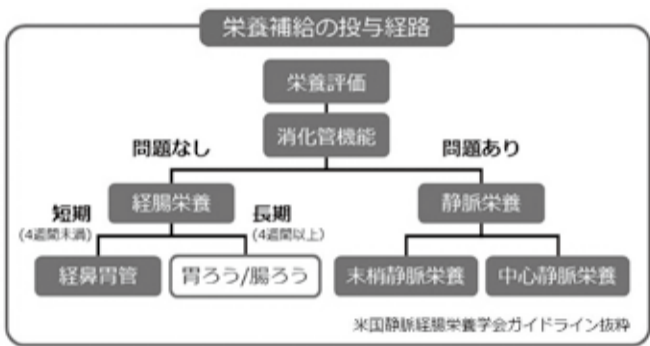 栄養補給の投与経路
栄養評価
消化管機能
問題なし
問題あり
経腸栄養
静脈栄養
短期
(4週間未満)
長期
(4週間以上)
経鼻胃管
胃ろう/腸ろう
末梢静脈栄養
中心静脈栄養
米国静脈経腸栄養学会ガイドライン抜粋